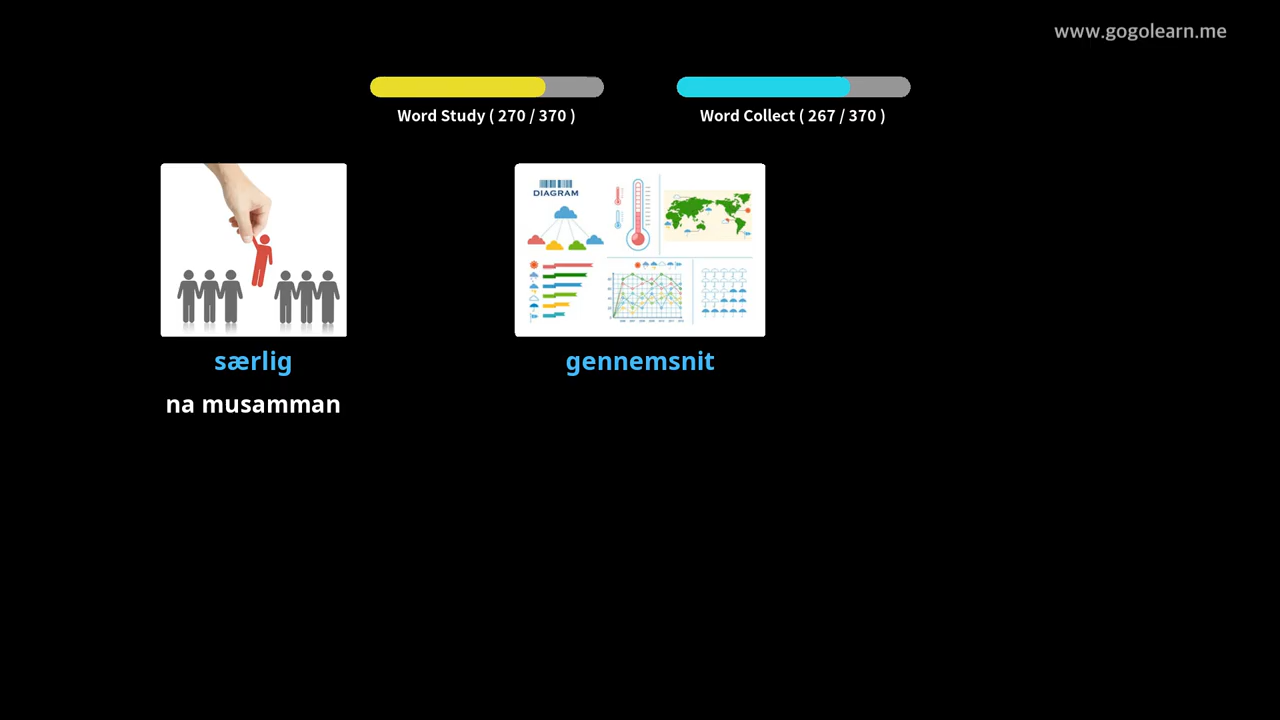 www.gogolearn.me
Word Study ( 270 / 370 )
Word Collect ( 267 / 370 )
DIAGRAM
særlig
gennemsnit
na musamman